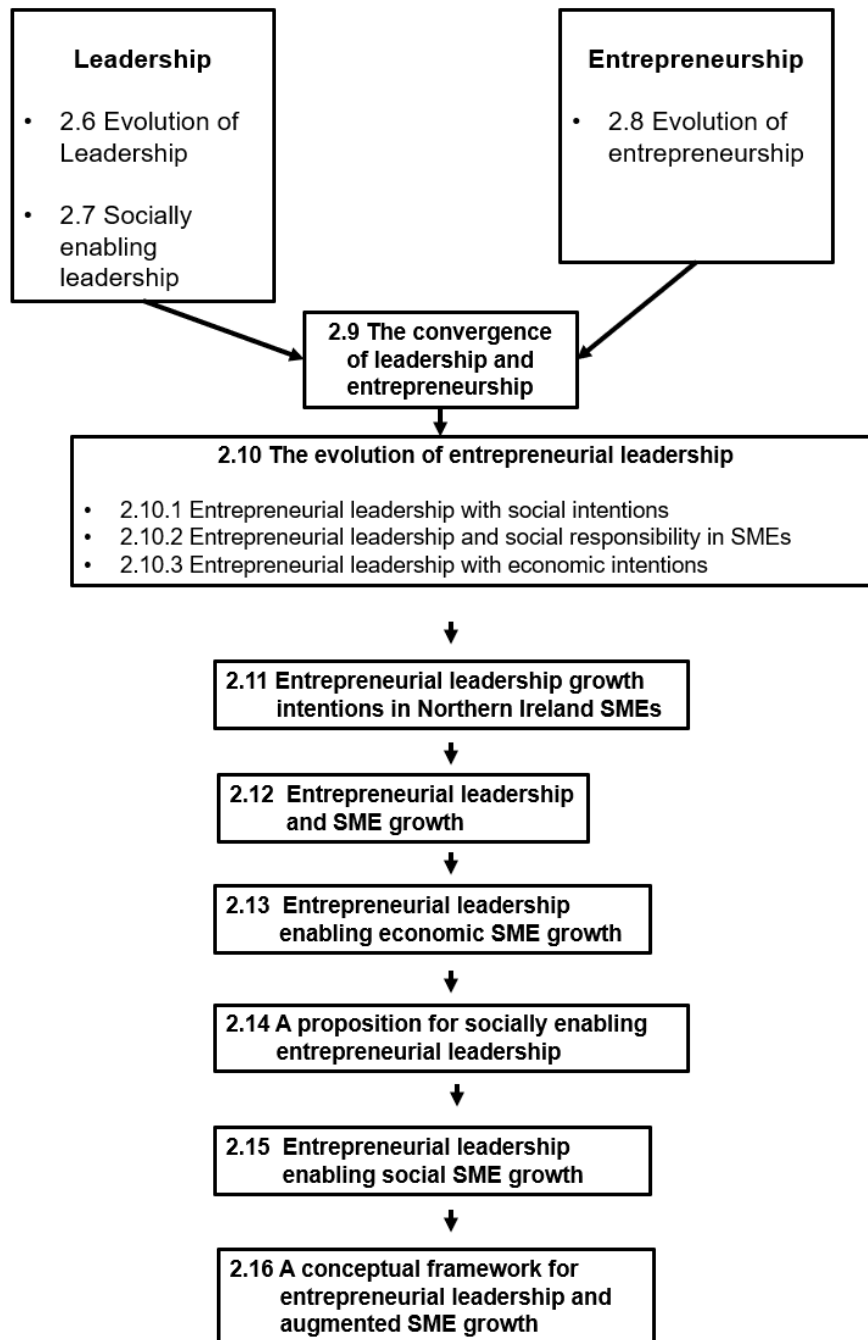 Leadership
• 2.6 Evolution of
Leadership
• 2.7 Socially
enabling
leadership
Entrepreneurship
• 2.8 Evolution of
entrepreneurship
2.9 The convergence
of leadership and
entrepreneurship
2.10 The evolution of entrepreneurial leadership
• 2.10.1 Entrepreneurial leadership with social intentions
• 2.10.2 Entrepreneurial leadership and social responsibility in SMEs
• 2.10.3 Entrepreneurial leadership with economic intentions
2.11 Entrepreneurial leadership growth
intentions in Northern Ireland SMEs
2.12 Entrepreneurial leadership
and SME growth
2.13 Entrepreneurial leadership
enabling economic SME growth
2.14 A proposition for socially enabling
entrepreneurial leadership
2.15 Entrepreneurial leadership
enabling social SME growth
2.16 A conceptual framework for
entrepreneurial leadership and
augmented SME growth